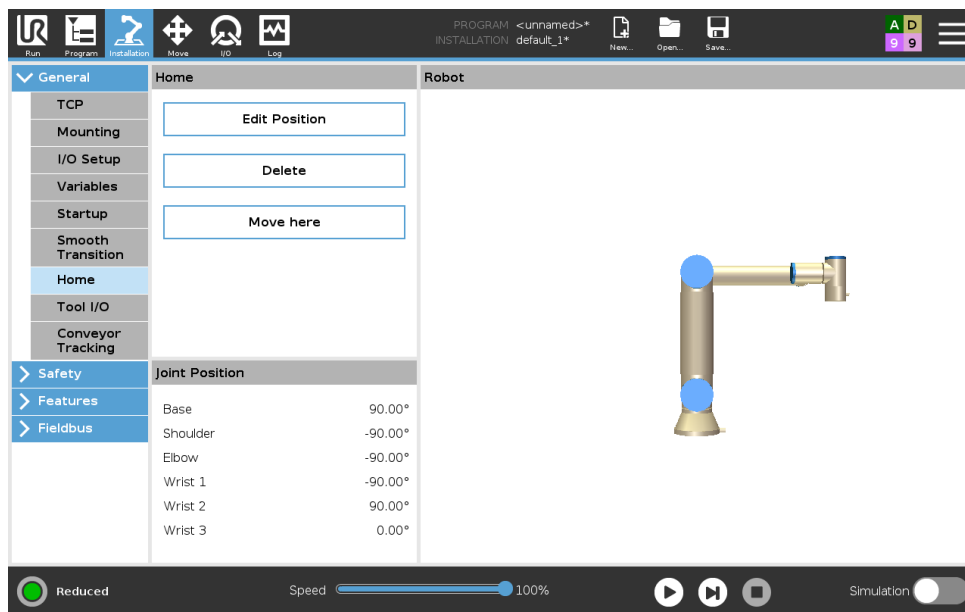 PROGRAM <unnamed>*
INSTALLATION default_1*
Run
Program
Installation
Move
I/O
Log
New...
Open...
Save...
A D
9 9
General
TCP
Mounting
I/O Setup
Variables
Startup
Smooth
Transition
Home
Tool I/O
Conveyor
Tracking
Safety
Features
Fieldbus
Home
Edit Position
Delete
Move here
Joint Position
Base 90.00°
Shoulder -90.00°
Elbow -90.00°
Wrist 1 -90.00°
Wrist 2 90.00°
Wrist 3 0.00°
Robot
Reduced
Speed 100%
Simulation